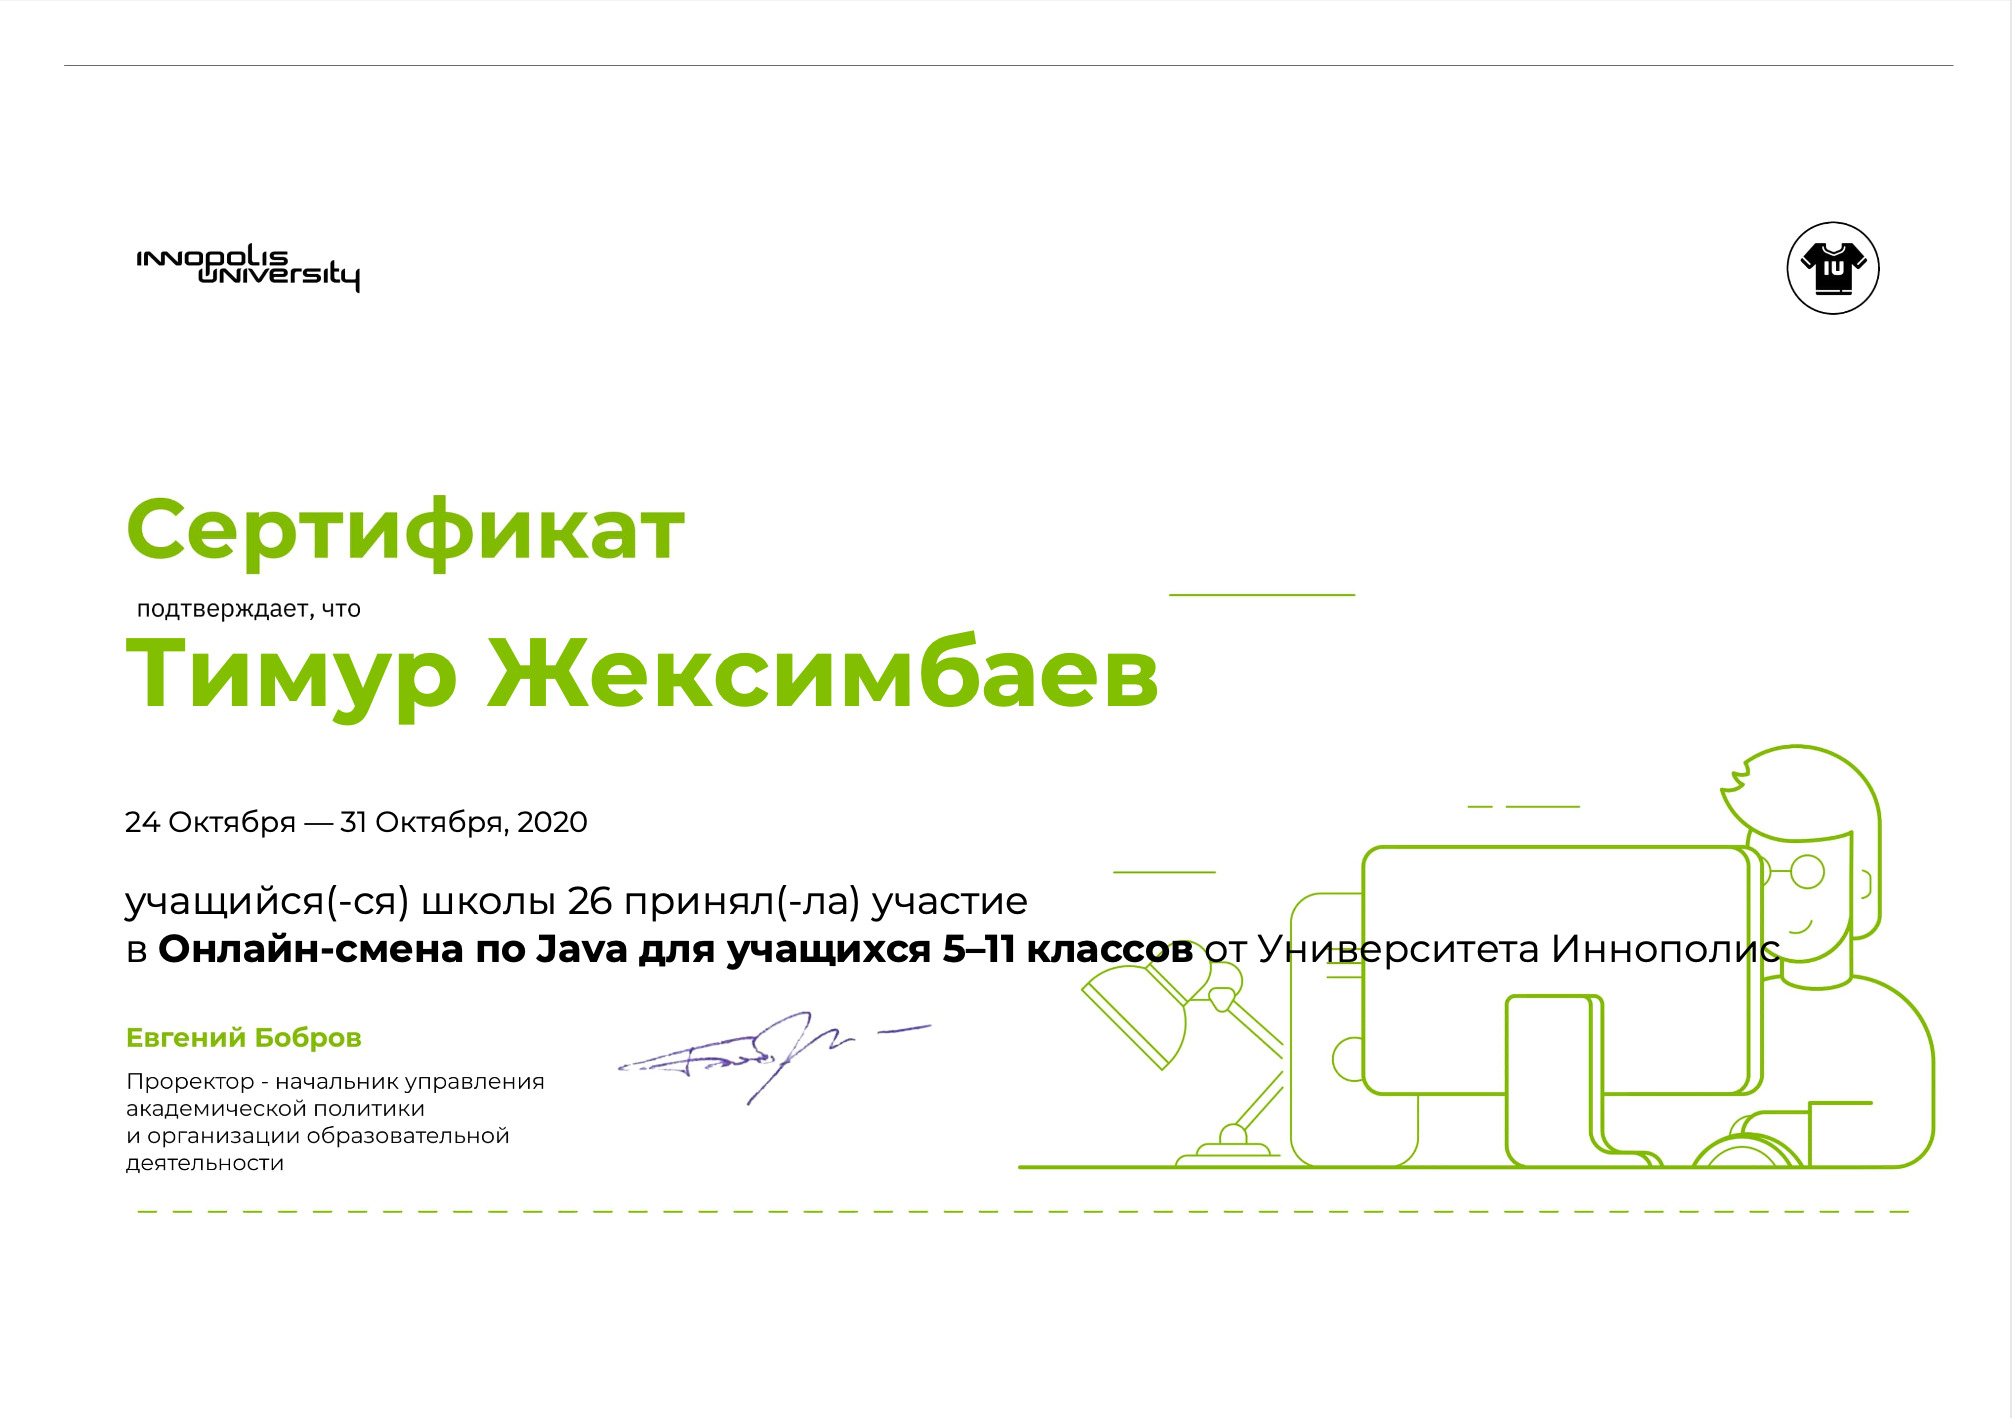 INNOPOLIS
UNIVERSITY
IU
Сертификат
подтверждает, что
Тимур Жексимбаев
24 Октября — 31 Октября, 2020
учащийся(-ся) школы 26 принял(-ла) участие
в Онлайн-смена по Java для учащихся 5–11 классов от Университета Иннополис
Евгений Бобров
Проректор - начальник управления
академической политики
и организации образовательной
деятельности